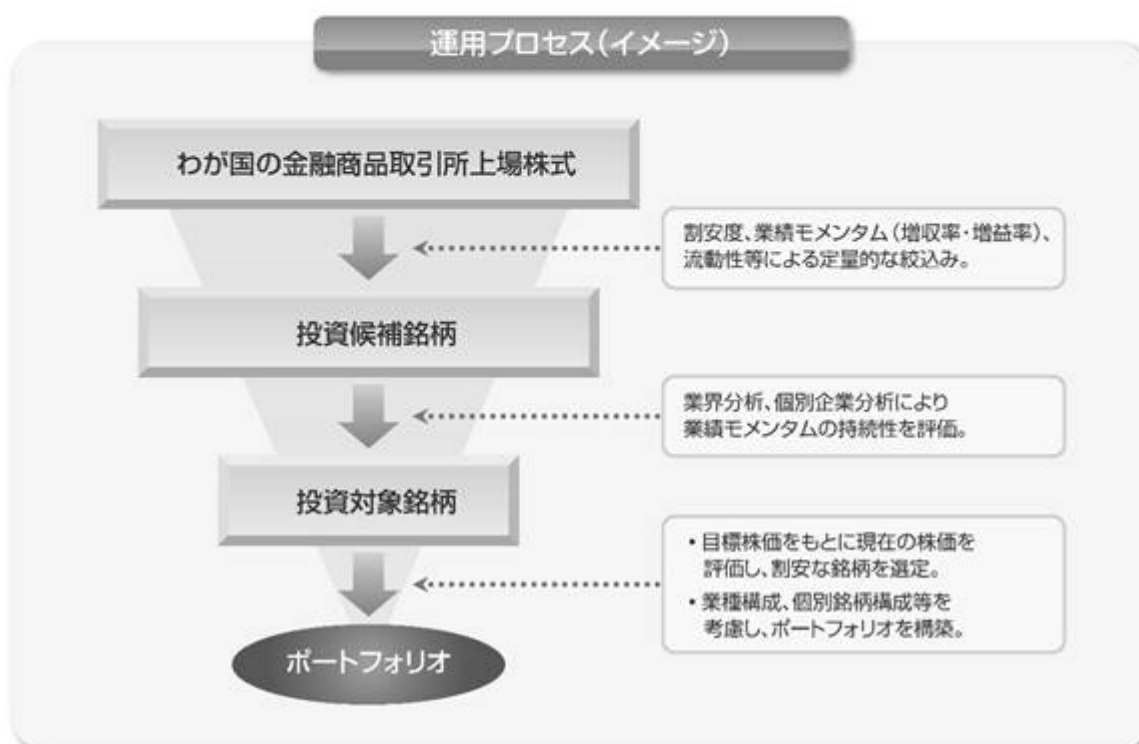 運用プロセス(イメージ)
わが国の金融商品取引所上場株式
割安度、業績モメンタム(増収率・増益率)、
流動性等による定量的な絞込み。
投資候補銘柄
業界分析、個別企業分析により
業績モメンタムの持続性を評価。
投資対象銘柄
・目標株価をもとに現在の株価を
評価し、割安な銘柄を選定。
・業種構成、個別銘柄構成等を
考慮し、ポートフォリオを構築。
ポートフォリオ